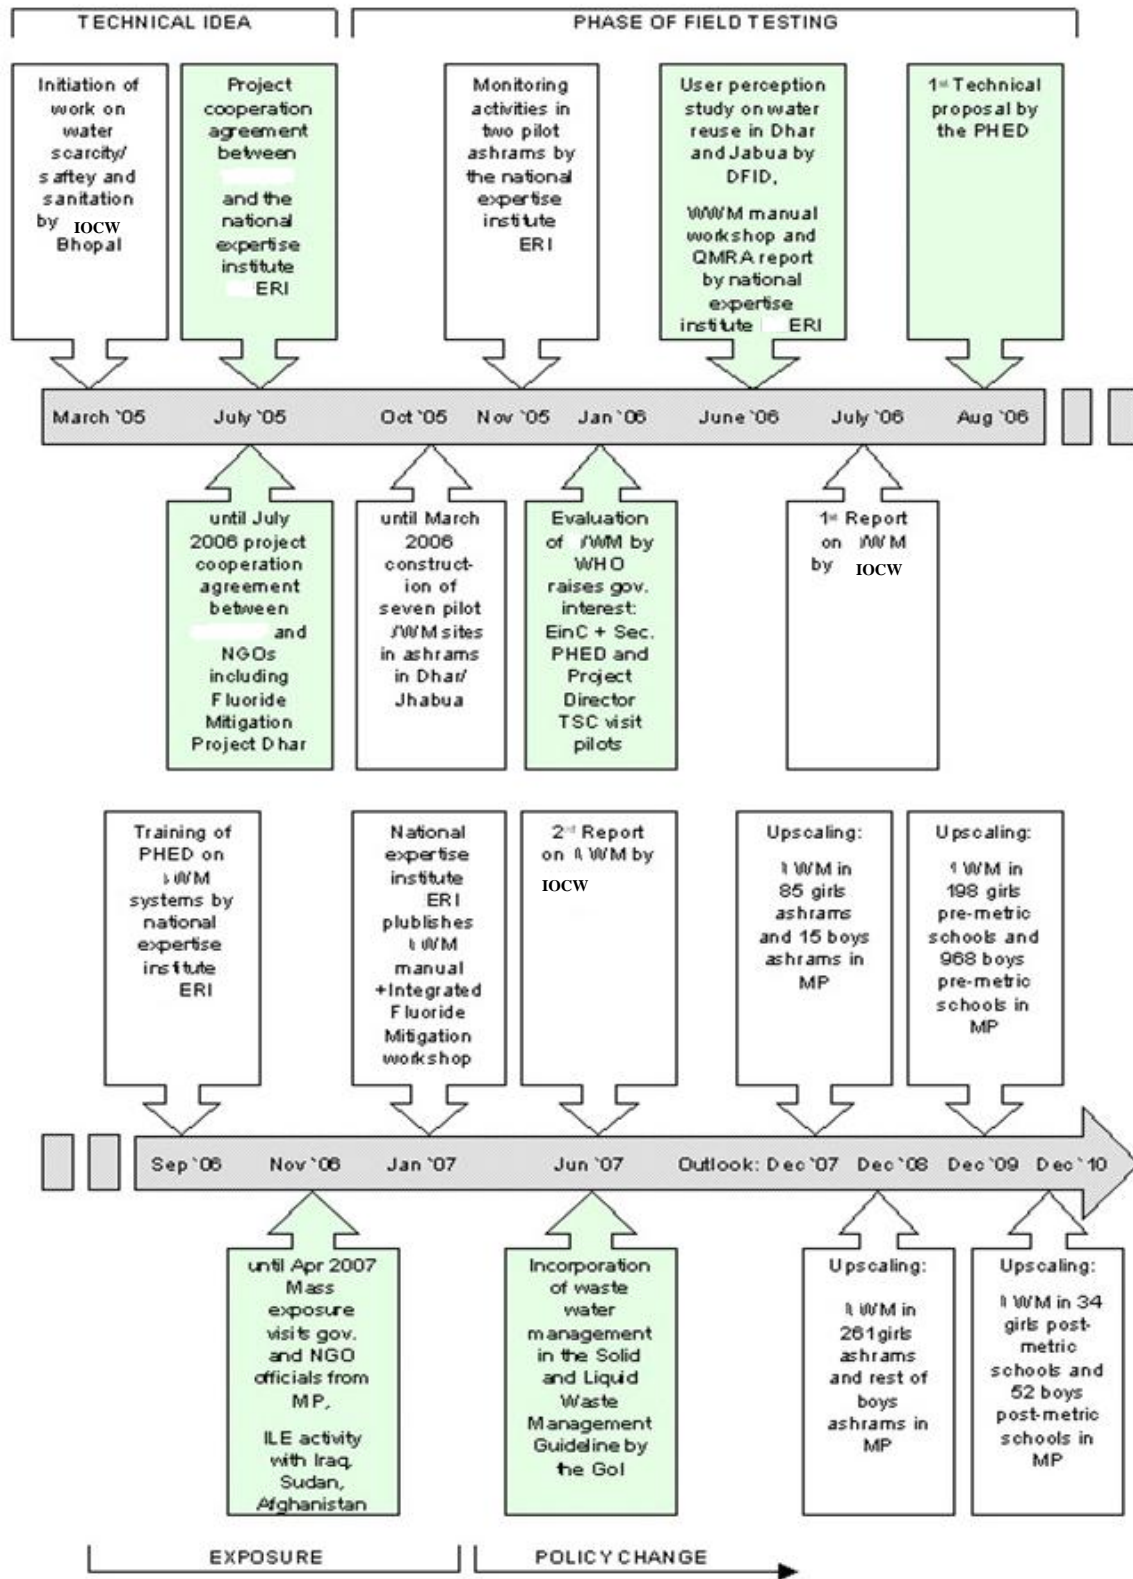 TECHNICAL IDEA
PHASE OF FIELD TESTING
Initiation of
work on
water
scarcity/
saftey and
sanitation
by IOCW
Bhopal
Project
cooperation
agreement
between
and the
national
expertise
institute
ERI
Monitoring
activities in
two pilot
ashrams by
the national
expertise
institute
ERI
User perception
study on water
reuse in Dhar
and Jabua by
DFID,
WWM manual
workshop and
QMRA report
by national
expertise
institute ERI
1st Technical
proposal by
the PHED
March `05 July `05 Oct `05 Nov `05 Jan `06 June `06 July `06 Aug `06
until July
2006 project
cooperation
agreement
between
and
NGOs
including
Fluoride
Mitigation
Project Dhar
until March
2006
construct-
ion of
seven pilot
WM sites
in ashrams
in Dhar/
Jhabua
Evaluation
of WM by
WHO
raises gov.
interest:
EinC + Sec.
PHED and
Project
Director
TSC visit
pilots
1st Report
on WM
by IOCW
Training of
PHED on
WM
systems by
national
expertise
institute
ERI
National
expertise
institute
ERI
plublishes
WM
manual
+Integrated
Fluoride
Mitigation
workshop
2nd Report
on WM by
IOCW
Upscaling:
WM in
85 girls
ashrams
and 15 boys
ashrams in
MP
Upscaling:
WM in
198 girls
pre-metric
schools and
968 boys
pre-metric
schools in
MP
Sep `06 Nov `06 Jan `07 Jun `07 Outlook: Dec `07 Dec `08 Dec `09 Dec `10
until Apr 2007
Mass
exposure
visits gov.
and NGO
officials from
MP,
ILE activity
with Iraq,
Sudan,
Afghanistan
Incorporation
of waste
water
management
in the Solid
and Liquid
Waste
Management
Guideline by
the GoI
Upscaling:
WM in
261girls
ashrams
and rest of
boys
ashrams in
MP
Upscaling:
WM in 34
girls post-
metric
schools and
52 boys
post-metric
schools in
MP
EXPOSURE
POLICY CHANGE